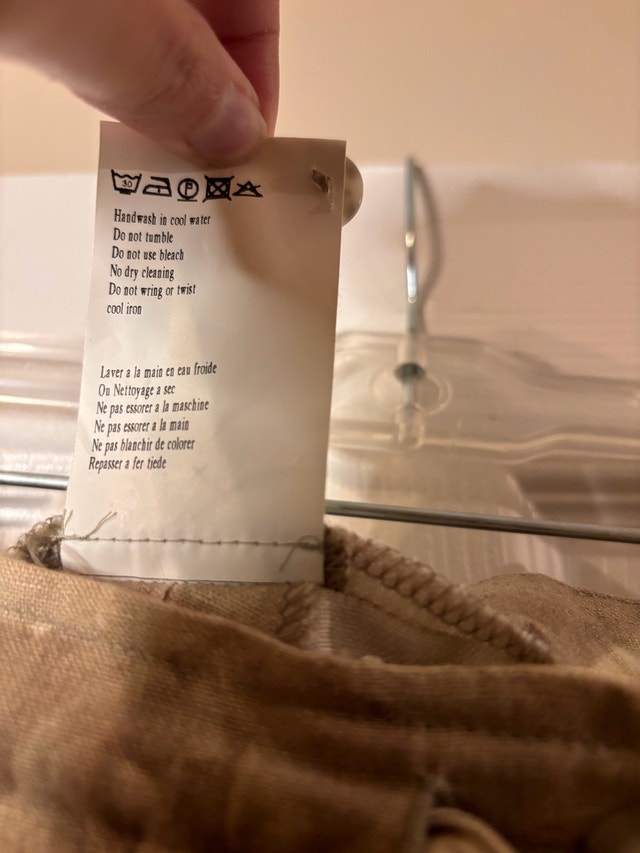 30
P
Handwash in cool water
Do not tumble
Do not use bleach
No dry cleaning
Do not wring or twist
cool iron
Laver a la main en eau froide
Ou Nettoyage a sec
Ne pas essorer a la maschine
Ne pas essorer a la main
Ne pas blanchir de colorer
Repasser a fer tiede